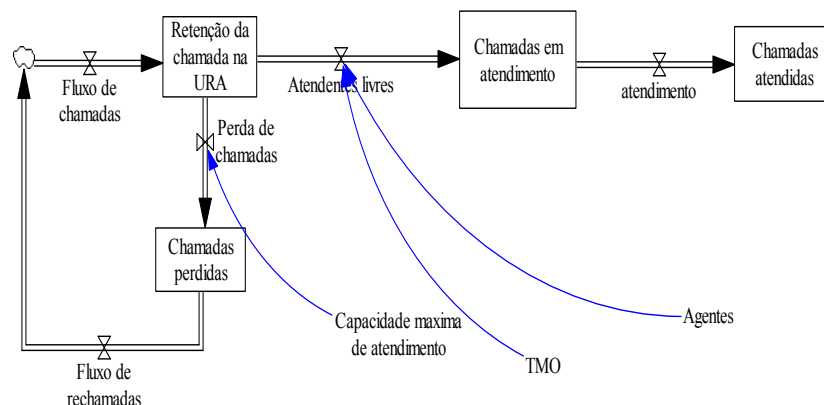 Retenção da
chamada na
URA
Chamadas em
atendimento
Chamadas
atendidas
Fluxo de
chamadas
Atendentes livres
atendimento
Perda de
chamadas
Chamadas
perdidas
Capacidade maxima
de atendimento
Agentes
TMO
Fluxo de
rechamadas